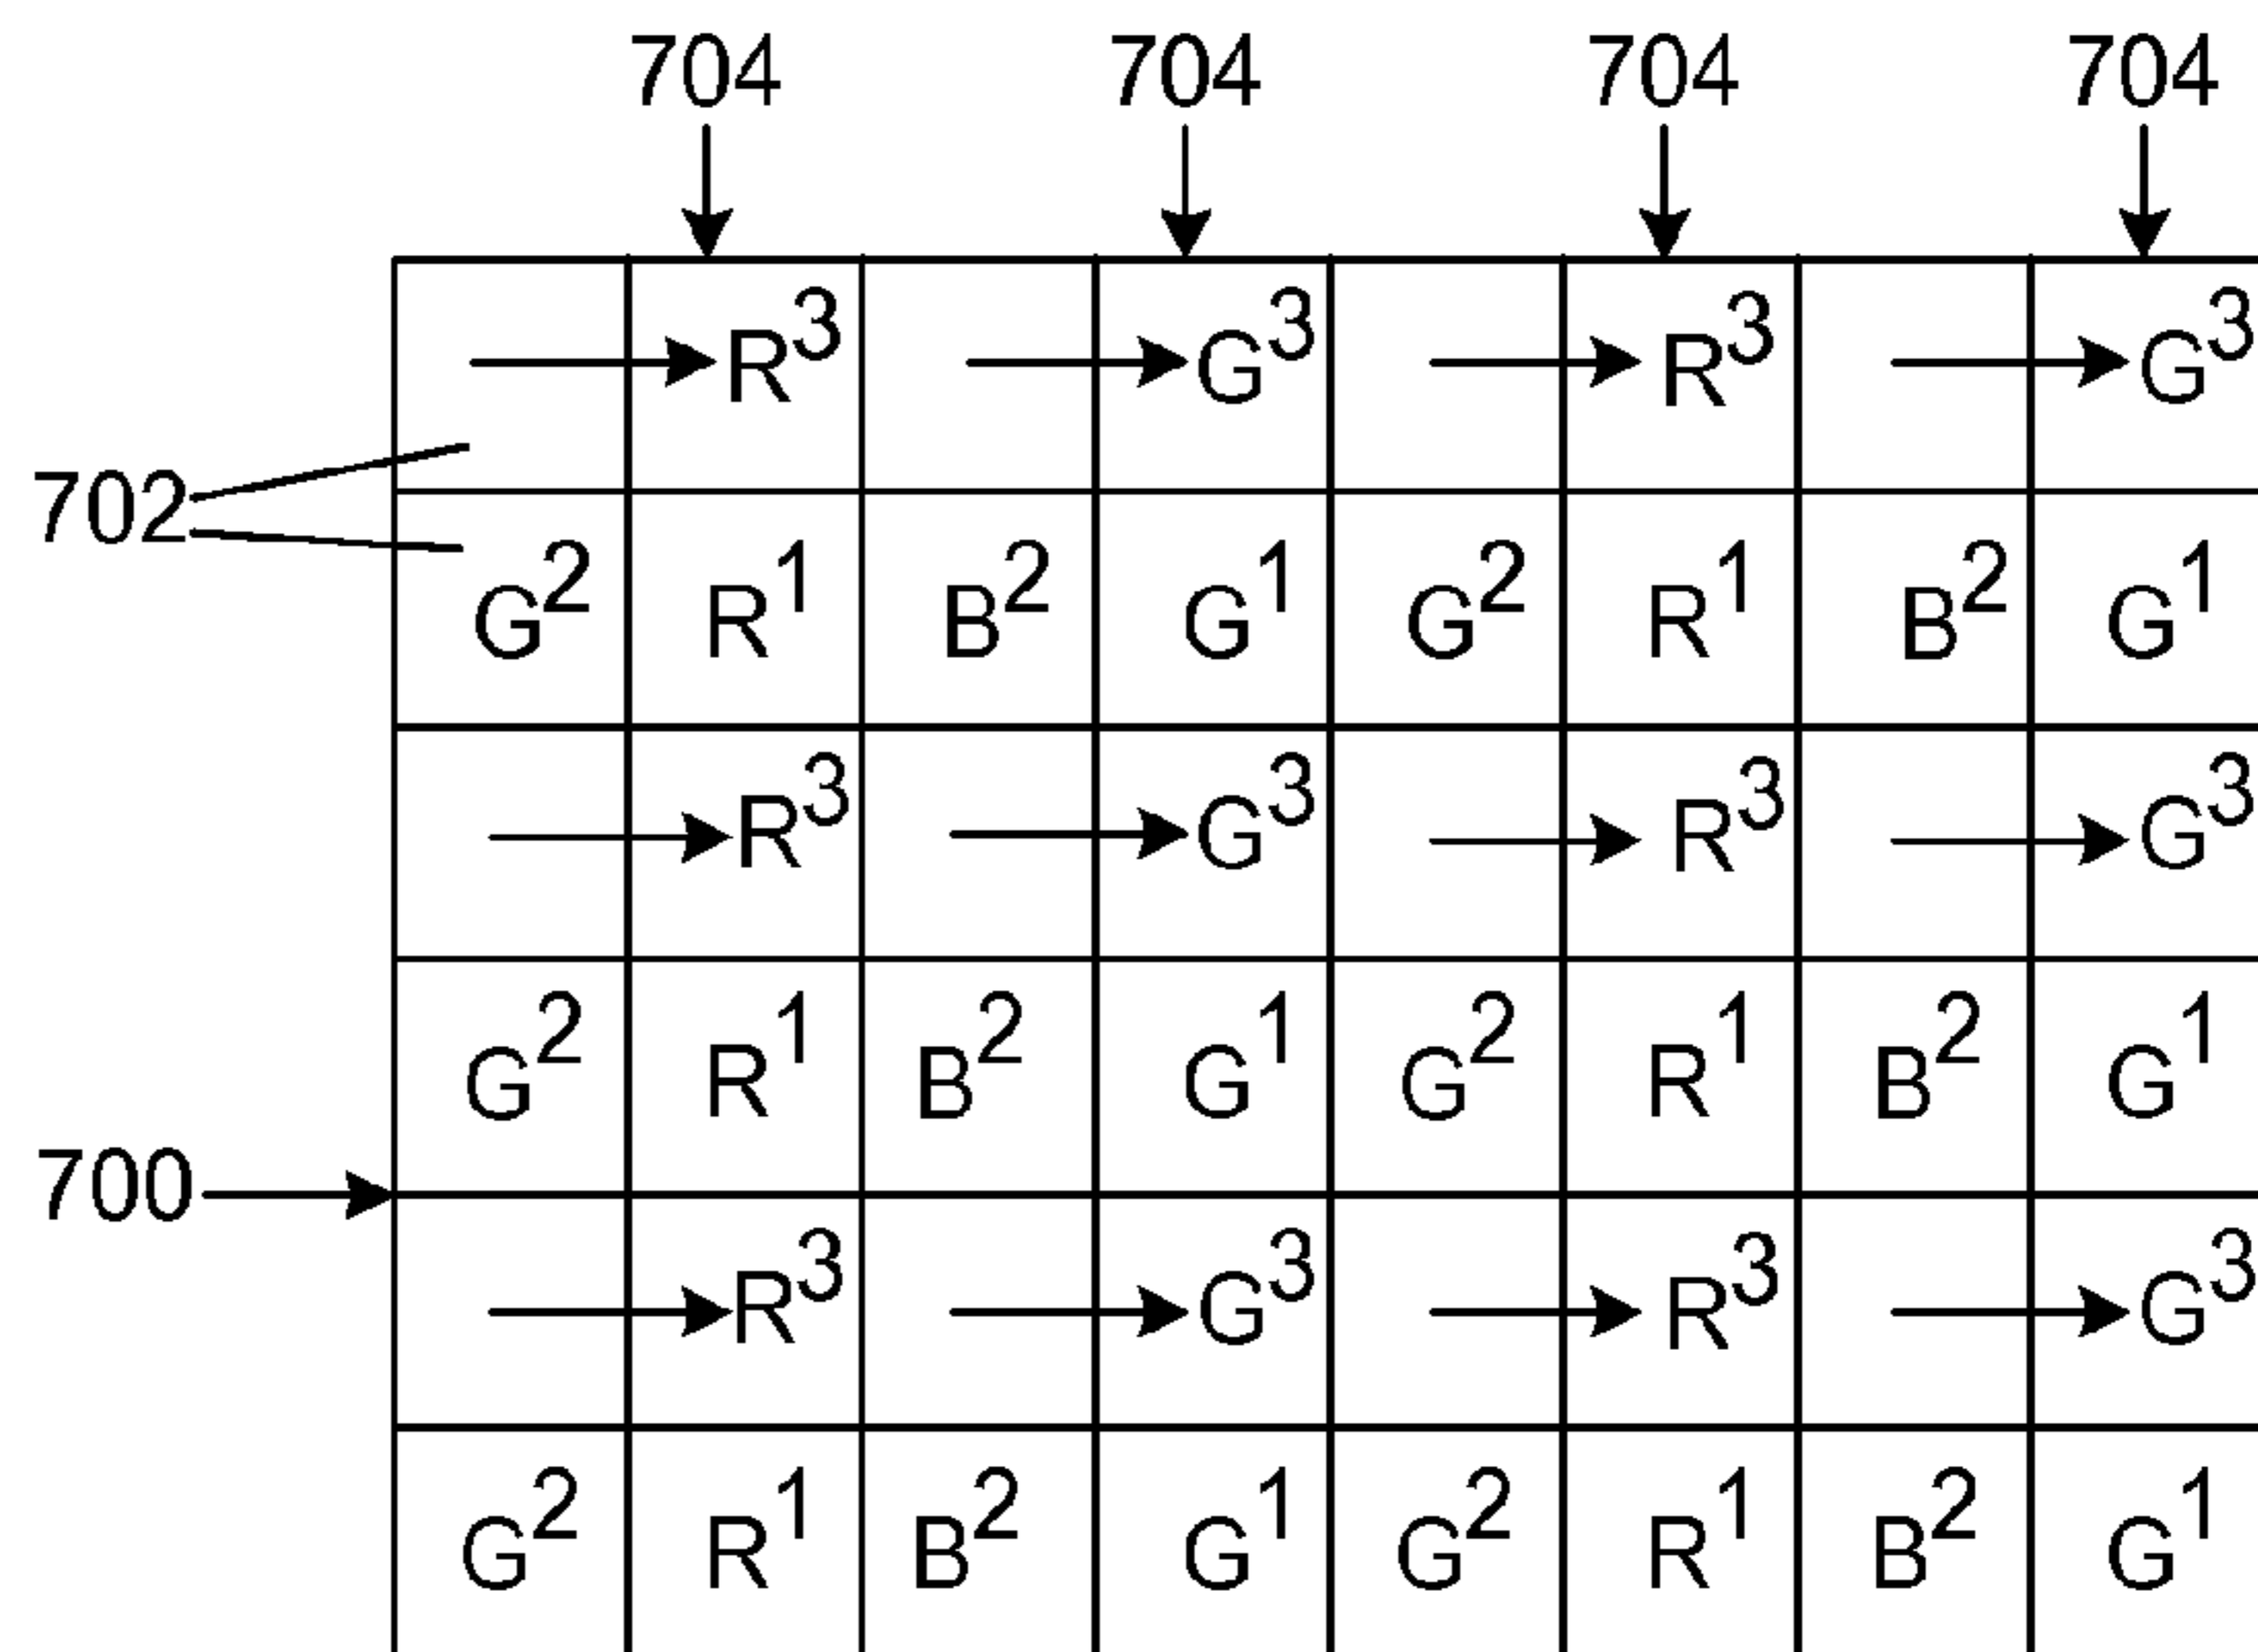 704 704 704 704
R³ G³ R³ G³
702
G² R¹ B² G¹ G² R¹ B² G¹
R³ G³ R³ G³
G² R¹ B² G¹ G² R¹ B² G¹
700
R³ G³ R³ G³
G² R¹ B² G¹ G² R¹ B² G¹